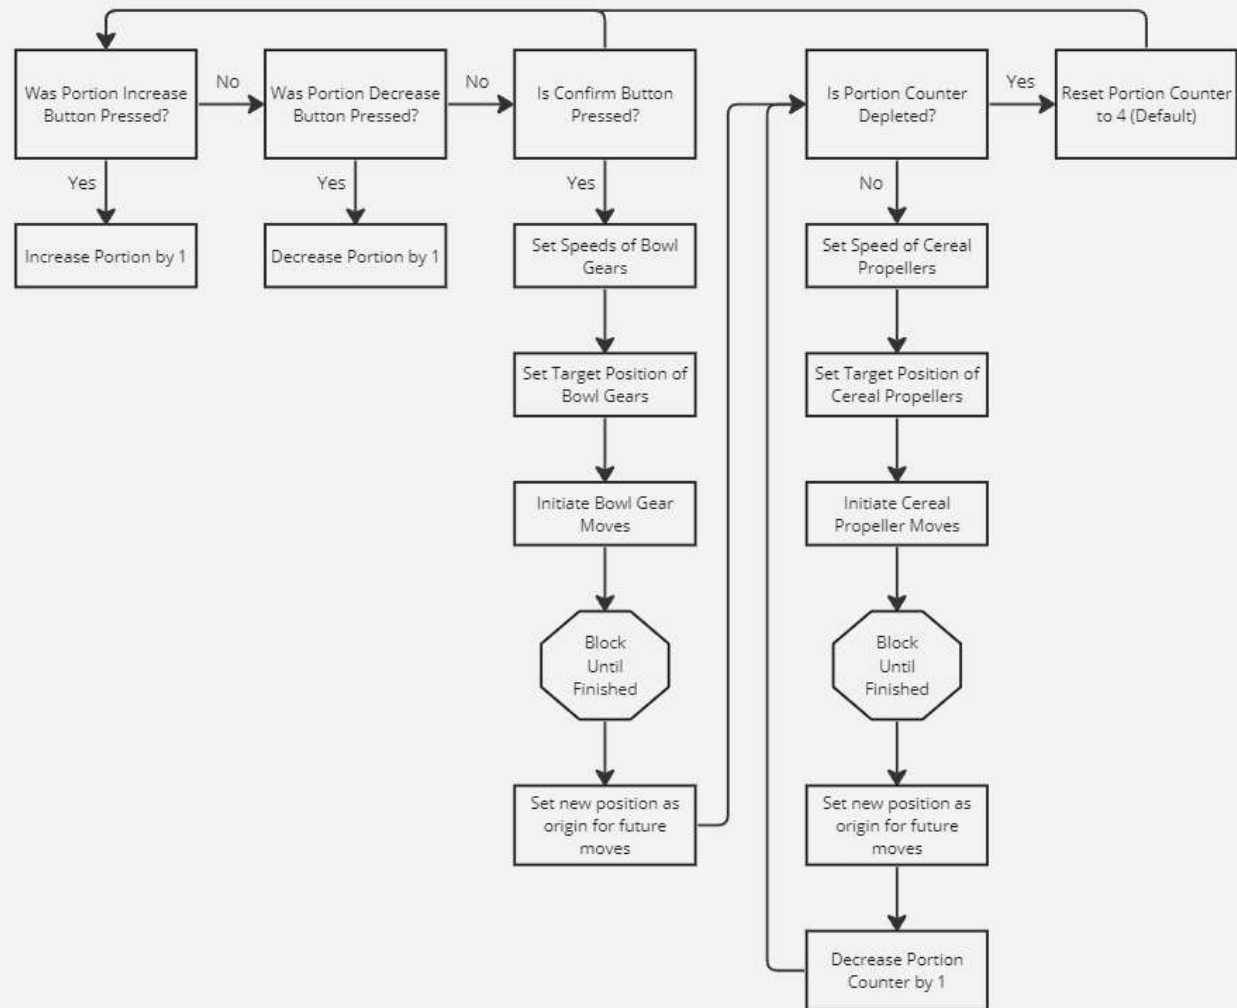 Was Portion Increase
Button Pressed?
No
Was Portion Decrease
Button Pressed?
No
Is Confirm Button
Pressed?
Is Portion Counter
Depleted?
Yes
Reset Portion Counter
to 4 (Default)
Yes
Yes
Yes
No
Increase Portion by 1
Decrease Portion by 1
Set Speeds of Bowl
Gears
Set Speed of Cereal
Propellers
Set Target Position of
Bowl Gears
Set Target Position of
Cereal Propellers
Initiate Bowl Gear
Moves
Initiate Cereal
Propeller Moves
Block
Until
Finished
Block
Until
Finished
Set new position as
origin for future
moves
Set new position as
origin for future
moves
Decrease Portion
Counter by 1